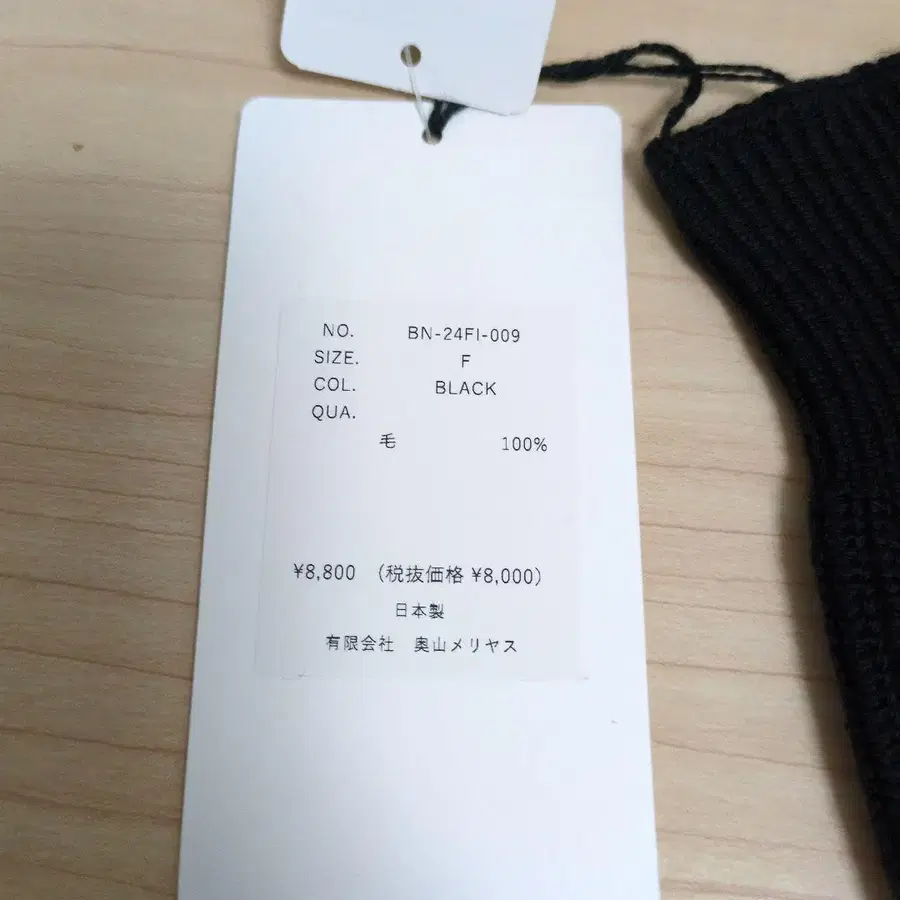 NO. BN-24FI-009
SIZE. F
COL. BLACK
QUA.
毛 100%
¥8,800 (税抜価格 ¥8,000)
日本製
有限会社 奥山メリヤス